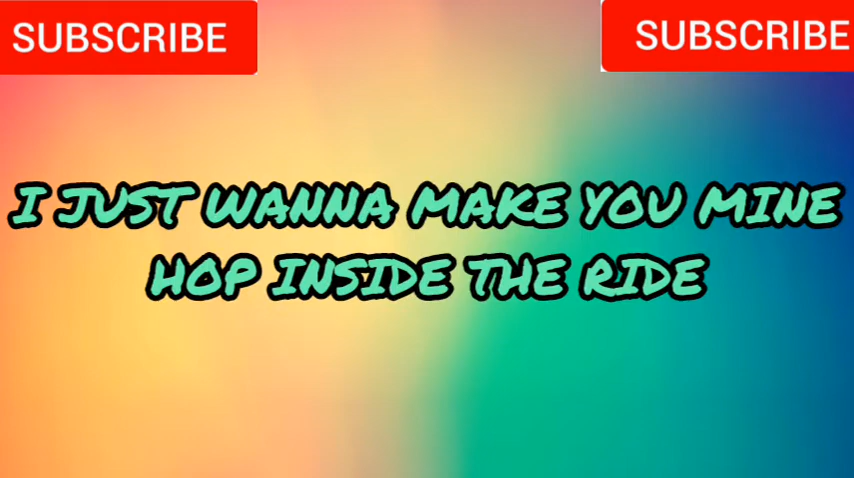 SUBSCRIBE
SUBSCRIBE
I JUST WANNA MAKE YOU MINE
HOP INSIDE THE RIDE